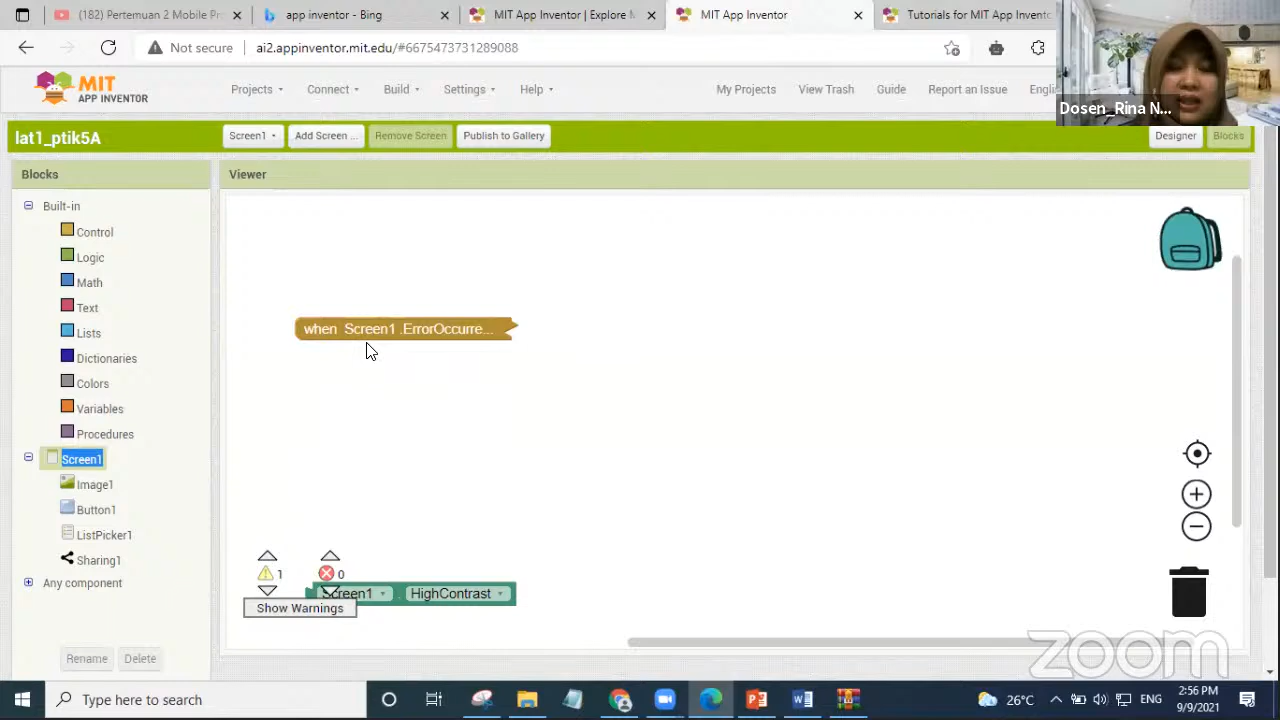 (182) Pertemuan 2 Mobile Pr
app inventor - Bing
MIT App Inventor | Explore M
MIT App Inventor
Tutorials for MIT App Invento
Not secure
ai2.appinventor.mit.edu/#6675473731289088
Dosen_Rina N...
MIT
APP INVENTOR
Projects
Connect
Build
Settings
Help
My Projects
View Trash
Guide
Report an Issue
Engli
lat1_ptik5A
Screen1
Add Screen ...
Remove Screen
Publish to Gallery
Designer
Blocks
Blocks
Viewer
Built-in
Control
Logic
Math
Text
Lists
Dictionaries
Colors
Variables
Procedures
Screen1
Image1
Button1
ListPicker1
Sharing1
Any component
Rename
Delete
when Screen1 .ErrorOccurre...
1
0
Screen1 . HighContrast
Show Warnings
zoom
Type here to search
26°C
ENG
2:56 PM
9/9/2021